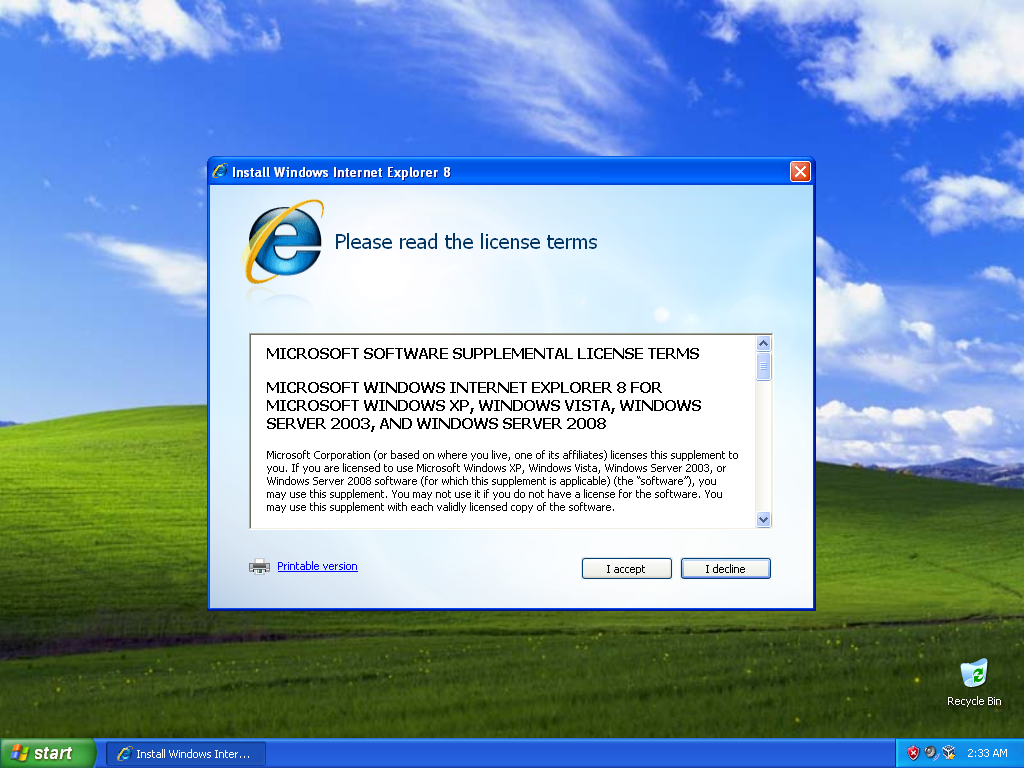 Install Windows Internet Explorer 8
Please read the license terms
MICROSOFT SOFTWARE SUPPLEMENTAL LICENSE TERMS
MICROSOFT WINDOWS INTERNET EXPLORER 8 FOR
MICROSOFT WINDOWS XP, WINDOWS VISTA, WINDOWS
SERVER 2003, AND WINDOWS SERVER 2008
Microsoft Corporation (or based on where you live, one of its affiliates) licenses this supplement to
you. If you are licensed to use Microsoft Windows XP, Windows Vista, Windows Server 2003, or
Windows Server 2008 software (for which this supplement is applicable) (the “software”), you
may use this supplement. You may not use it if you do not have a license for the software. You
may use this supplement with each validly licensed copy of the software.
Printable version
I accept
I decline
Recycle Bin
start
Install Windows Inter...
2:33 AM